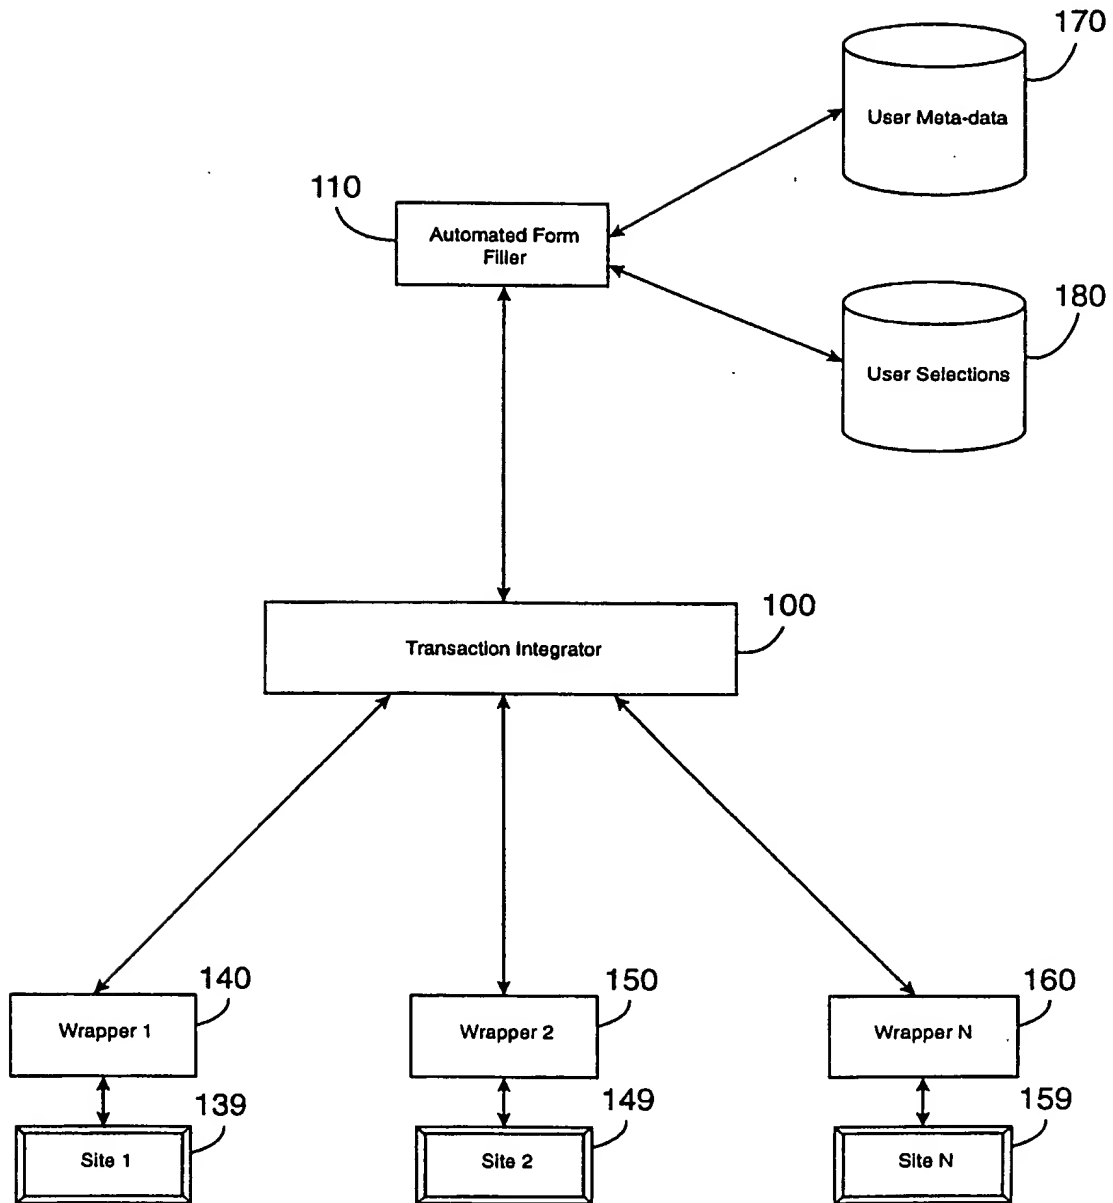 170
User Meta-data
110
Automated Form
Filler
180
User Selections
100
Transaction Integrator
140
150
160
Wrapper 1
Wrapper 2
Wrapper N
139
149
159
Site 1
Site 2
Site N